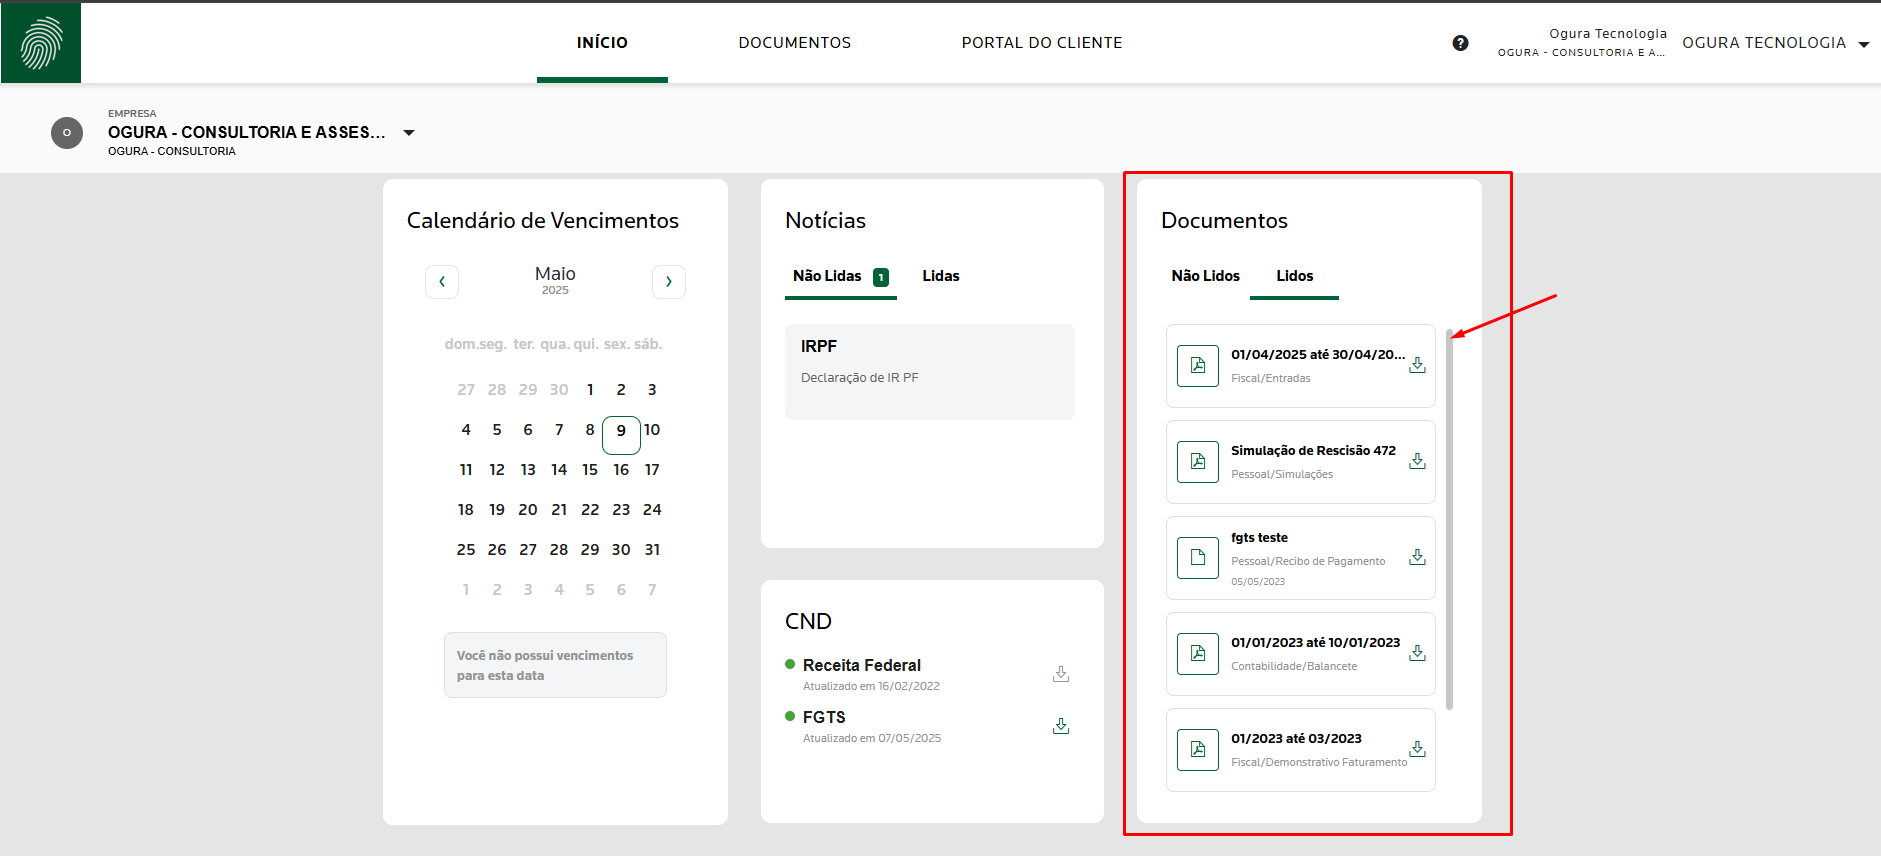 INÍCIO
DOCUMENTOS
PORTAL DO CLIENTE
?
Ogura Tecnologia
OGURA - CONSULTORIA E A...
OGURA TECNOLOGIA
O
EMPRESA
OGURA - CONSULTORIA E ASSES...
OGURA - CONSULTORIA
Calendário de Vencimentos
Maio
2025
dom. seg. ter. qua. qui. sex. sáb.
27 28 29 30 1 2 3
4 5 6 7 8 9 10
11 12 13 14 15 16 17
18 19 20 21 22 23 24
25 26 27 28 29 30 31
1 2 3 4 5 6 7
Você não possui vencimentos
para esta data
Notícias
Não Lidas 1 Lidas
IRPF
Declaração de IR PF
CND
Receita Federal
Atualizado em 16/02/2022
FGTS
Atualizado em 07/05/2025
Documentos
Não Lidos Lidos
01/04/2025 até 30/04/20...
Fiscal/Entradas
Simulação de Rescisão 472
Pessoal/Simulações
fgts teste
Pessoal/Recibo de Pagamento
05/05/2023
01/01/2023 até 10/01/2023
Contabilidade/Balancete
01/2023 até 03/2023
Fiscal/Demonstrativo Faturamento